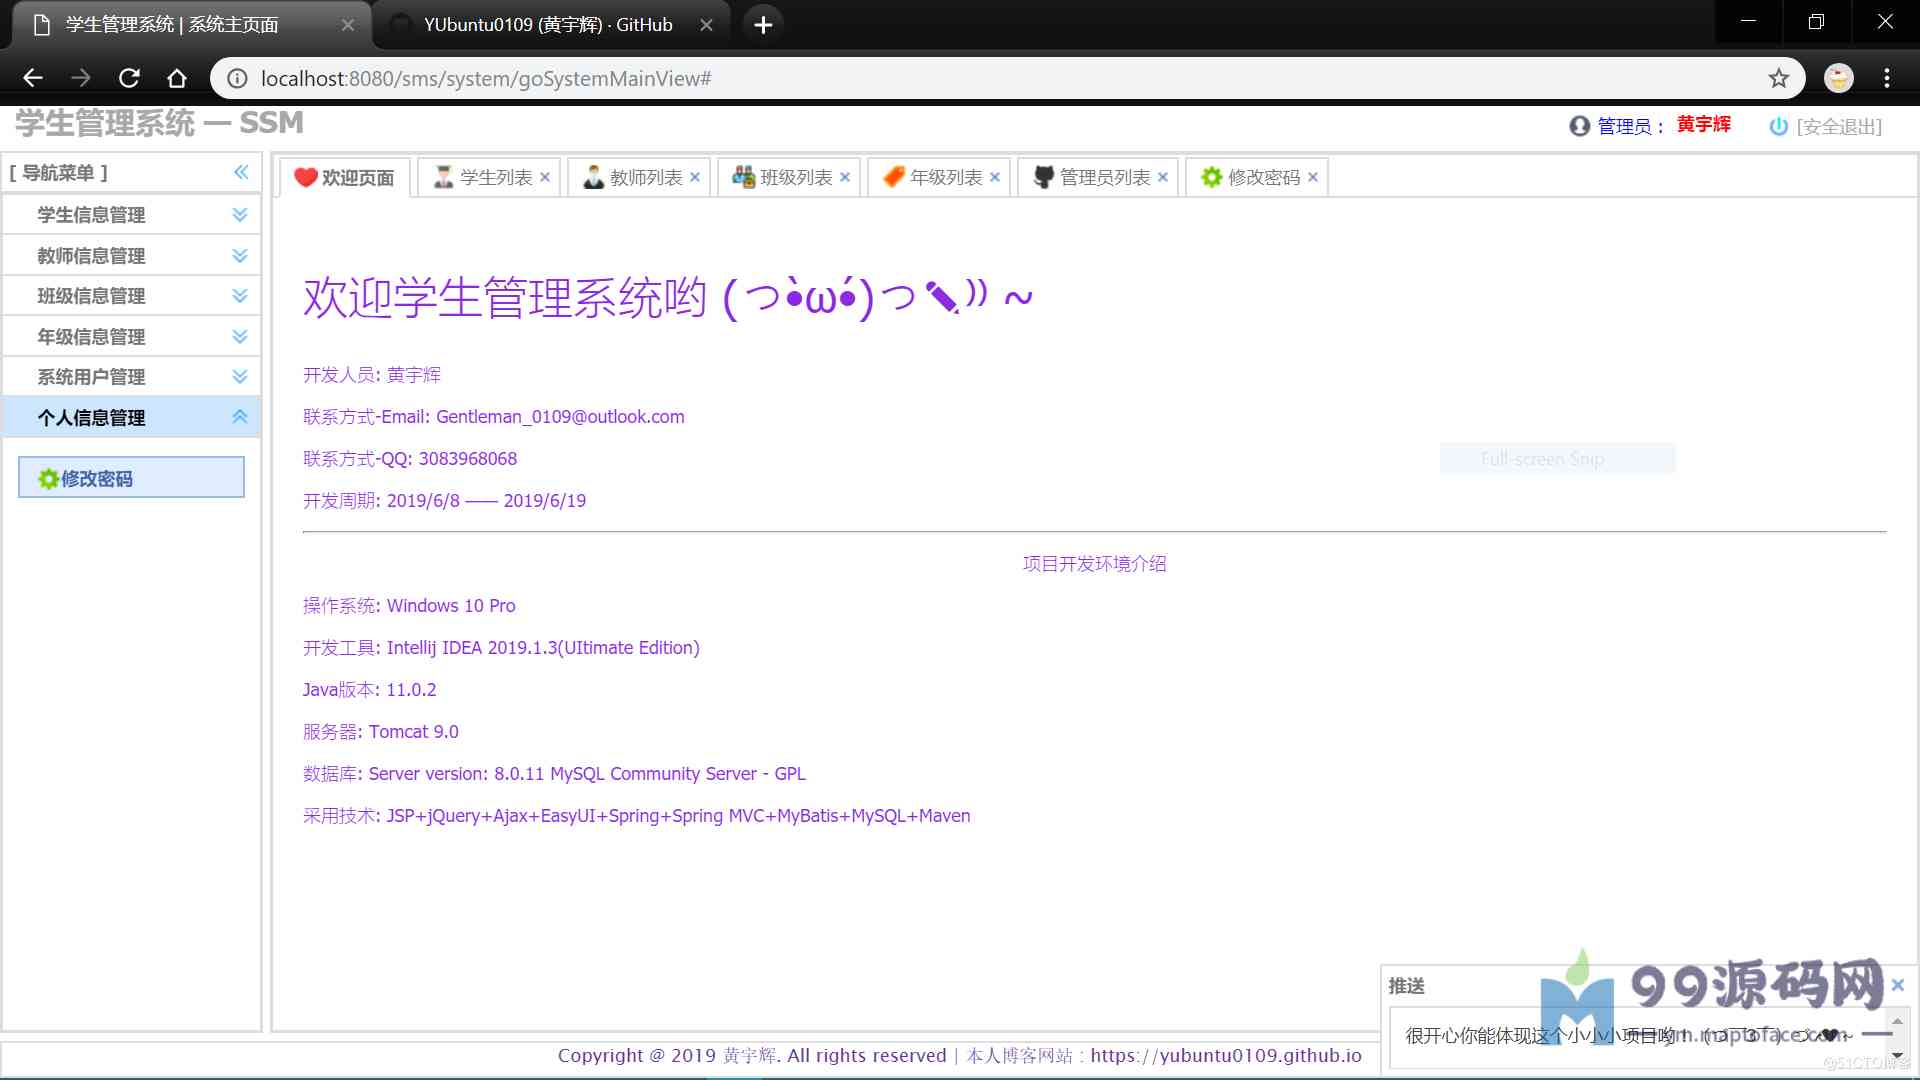 学生管理系统 | 系统主页面
YUbuntu0109 (黄宇辉) · GitHub
localhost:8080/sms/system/goSystemMainView#
学生管理系统 — SSM
管理员： 黄宇辉 [安全退出]
[ 导航菜单 ]
欢迎页面
学生列表
教师列表
班级列表
年级列表
管理员列表
修改密码
学生信息管理
教师信息管理
班级信息管理
年级信息管理
系统用户管理
个人信息管理
修改密码
欢迎学生管理系统哟 (っ•̀ω•́)っ✎⁾⁾ ~
开发人员: 黄宇辉
联系方式-Email: Gentleman_0109@outlook.com
联系方式-QQ: 3083968068
开发周期: 2019/6/8 —— 2019/6/19
Full-screen Snip
项目开发环境介绍
操作系统: Windows 10 Pro
开发工具: Intellij IDEA 2019.1.3(UItimate Edition)
Java版本: 11.0.2
服务器: Tomcat 9.0
数据库: Server version: 8.0.11 MySQL Community Server - GPL
采用技术: JSP+jQuery+Ajax+EasyUI+Spring+Spring MVC+MyBatis+MySQL+Maven
推送
99源码网
很开心你能体现这个小小小项目哟！
Copyright @ 2019 黄宇辉. All rights reserved | 本人博客网站 : https://yubuntu0109.github.io
@51CTO博客